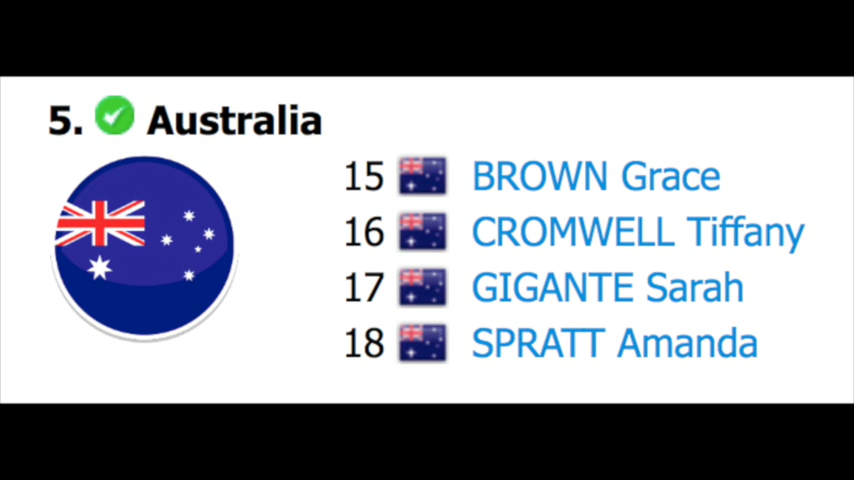 5. Australia
15 BROWN Grace
16 CROMWELL Tiffany
17 GIGANTE Sarah
18 SPRATT Amanda